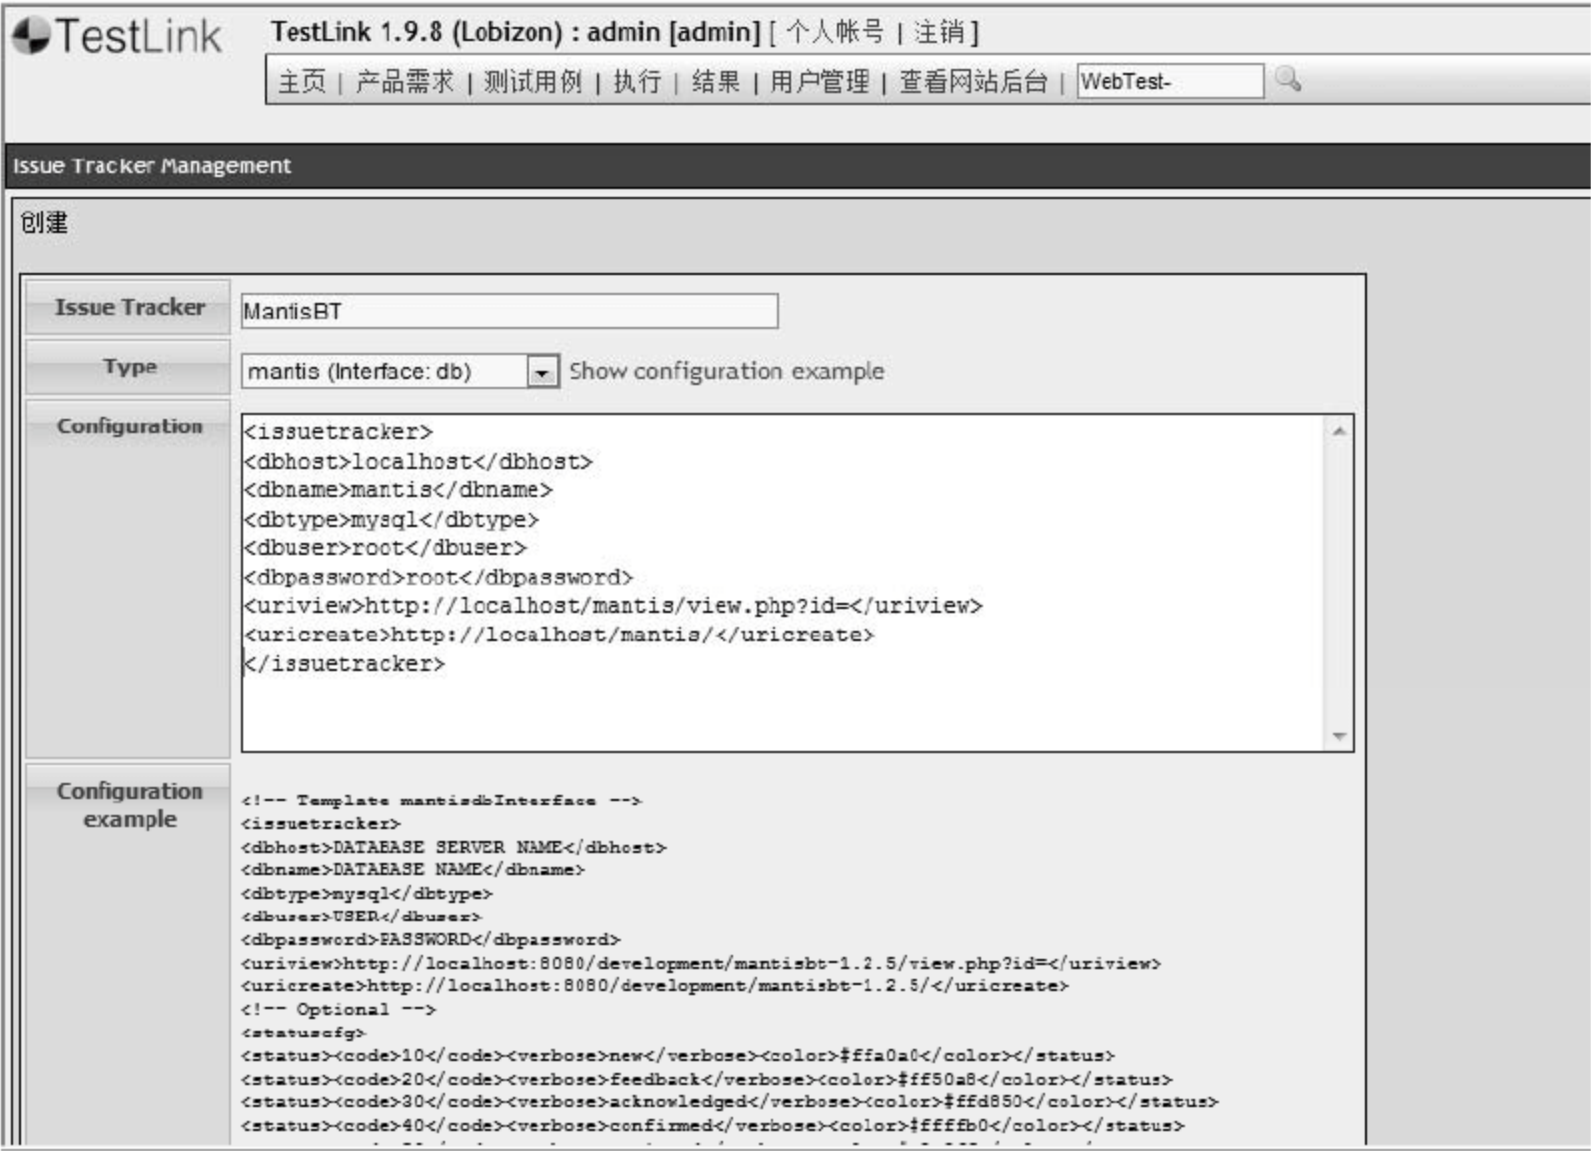 TestLink
TestLink 1.9.8 (Lobizon) : admin [admin] [ 个人帐号 | 注销 ]
主页 | 产品需求 | 测试用例 | 执行 | 结果 | 用户管理 | 查看网站后台 | WebTest-
Issue Tracker Management
创建
Issue Tracker MantisBT
Type mantis (Interface: db) Show configuration example
Configuration
<issuetracker>
<dbhost>localhost</dbhost>
<dbname>mantis</dbname>
<dbtype>mysql</dbtype>
<dbuser>root</dbuser>
<dbpassword>root</dbpassword>
<uriview>http://localhost/mantis/view.php?id=</uriview>
<uricreate>http://localhost/mantis/</uricreate>
</issuetracker>
Configuration
example
<!-- Template mantisdbInterface -->
<issuetracker>
<dbhost>DATABASE SERVER NAME</dbhost>
<dbname>DATABASE NAME</dbname>
<dbtype>mysql</dbtype>
<dbuser>USER</dbuser>
<dbpassword>PASSWORD</dbpassword>
<uriview>http://localhost:8080/development/mantisbt-1.2.5/view.php?id=</uriview>
<uricreate>http://localhost:8080/development/mantisbt-1.2.5/</uricreate>
<!-- Optional -->
<statuscfg>
<status><code>10</code><verbose>new</verbose><color>#ffa0a0</color></status>
<status><code>20</code><verbose>feedback</verbose><color>#ff50a8</color></status>
<status><code>30</code><verbose>acknowledged</verbose><color>#ffd850</color></status>
<status><code>40</code><verbose>confirmed</verbose><color>#ffffb0</color></status>